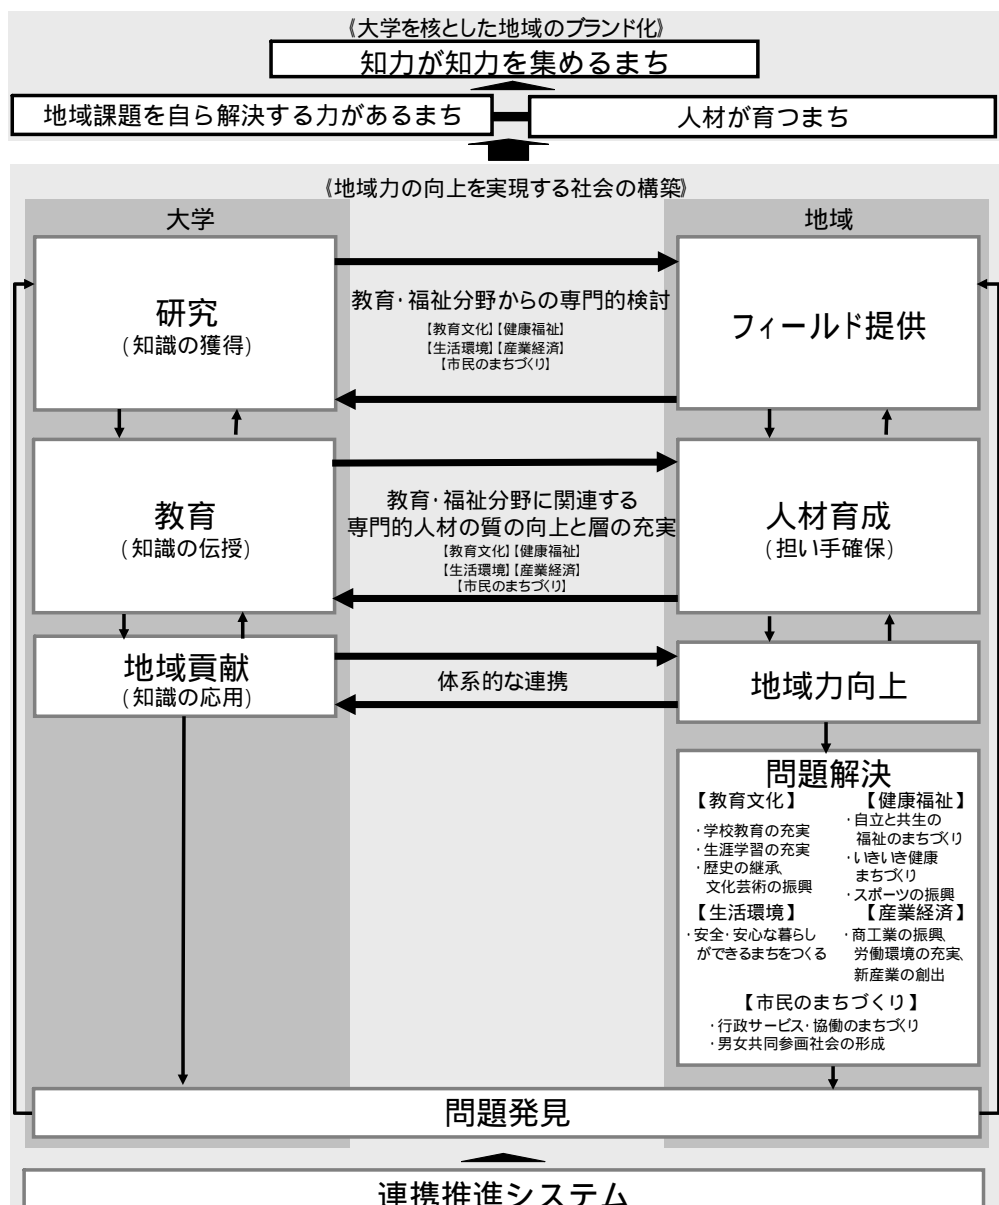 《大学を核とした地域のブランド化》
知力が知力を集めるまち
地域課題を自ら解決する力があるまち
人材が育つまち
《地域力の向上を実現する社会の構築》
大学
地域
研究
(知識の獲得)
教育・福祉分野からの専門的検討
【教育文化】【健康福祉】
【生活環境】【産業経済】
【市民のまちづくり】
フィールド提供
教育
(知識の伝授)
教育・福祉分野に関連する
専門的人材の質の向上と層の充実
【教育文化】【健康福祉】
【生活環境】【産業経済】
【市民のまちづくり】
人材育成
(担い手確保)
地域貢献
(知識の応用)
体系的な連携
地域力向上
問題解決
【教育文化】
・学校教育の充実
・生涯学習の充実
・歴史の継承、
文化芸術の振興
【健康福祉】
・自立と共生の
福祉のまちづくり
・いきいき健康
まちづくり
・スポーツの振興
【生活環境】
・安全・安心な暮らし
ができるまちをつくる
【産業経済】
・商工業の振興、
労働環境の充実、
新産業の創出
【市民のまちづくり】
・行政サービス・協働のまちづくり
・男女共同参画社会の形成
問題発見
連携推進システム